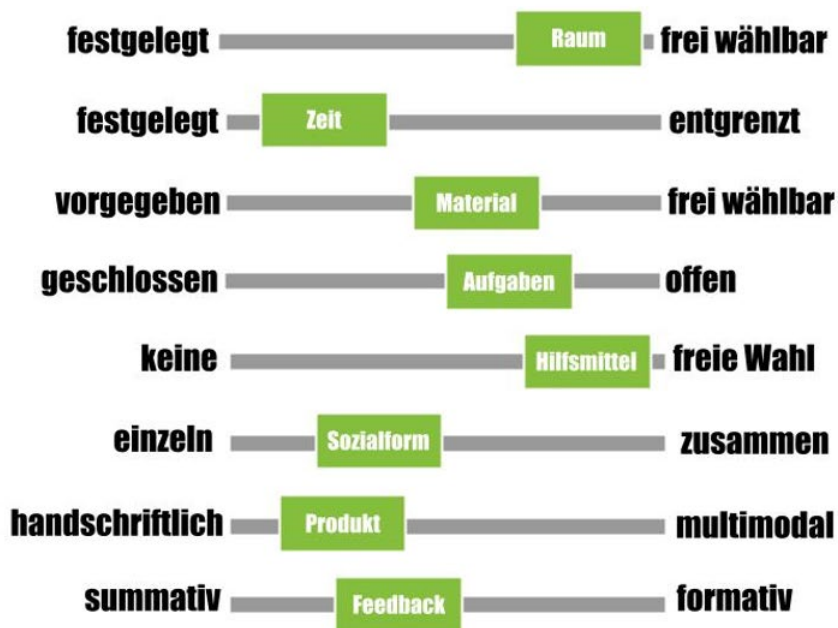 festgelegt Raum frei wählbar
festgelegt Zeit entgrenzt
vorgegeben Material frei wählbar
geschlossen Aufgaben offen
keine Hilfsmittel freie Wahl
einzeln Sozialform zusammen
handschriftlich Produkt multimodal
summativ Feedback formativ